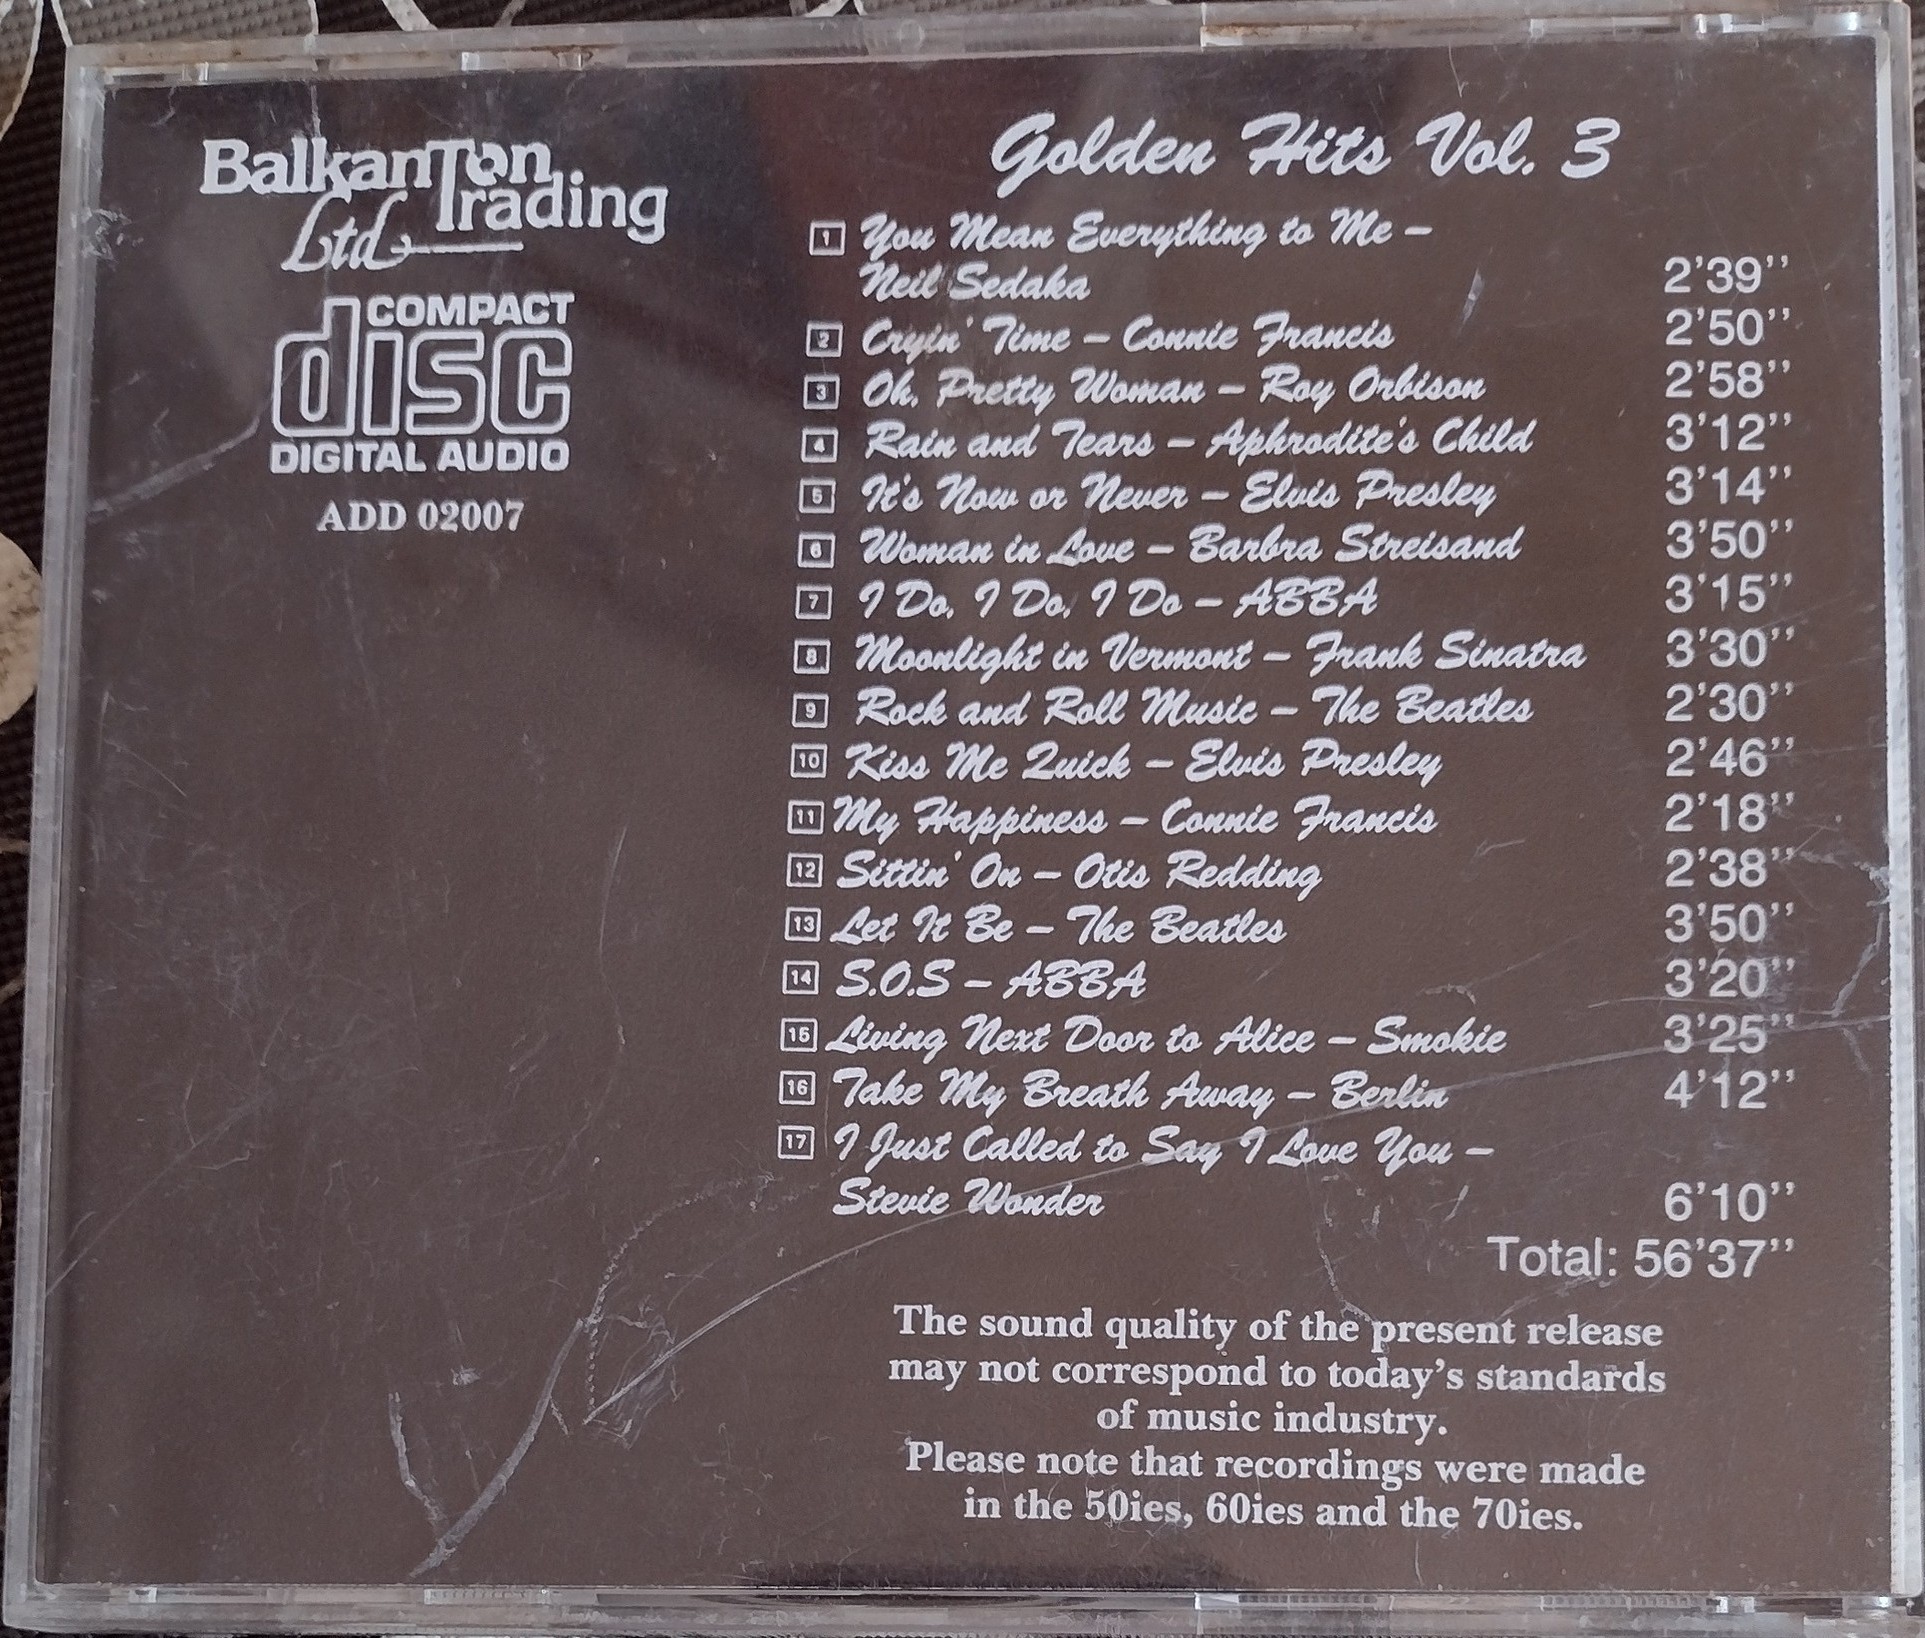 BalkanTon
Trading
Ltd
COMPACT
disc
DIGITAL AUDIO
ADD 02007
Golden Hits Vol. 3
1 You Mean Everything to Me –
Neil Sedaka 2'39''
2 Cryin' Time – Connie Francis 2'50''
3 Oh, Pretty Woman – Roy Orbison 2'58''
4 Rain and Tears – Aphrodite's Child 3'12''
5 It's Now or Never – Elvis Presley 3'14''
6 Woman in Love – Barbra Streisand 3'50''
7 I Do, I Do, I Do – ABBA 3'15''
8 Moonlight in Vermont – Frank Sinatra 3'30''
9 Rock and Roll Music – The Beatles 2'30''
10 Kiss Me Quick – Elvis Presley 2'46''
11 My Happiness – Connie Francis 2'18''
12 Sittin' On – Otis Redding 2'38''
13 Let It Be – The Beatles 3'50''
14 S.O.S – ABBA 3'20''
15 Living Next Door to Alice – Smokie 3'25''
16 Take My Breath Away – Berlin 4'12''
17 I Just Called to Say I Love You –
Stevie Wonder 6'10''
Total: 56'37''
The sound quality of the present release
may not correspond to today's standards
of music industry.
Please note that recordings were made
in the 50ies, 60ies and the 70ies.